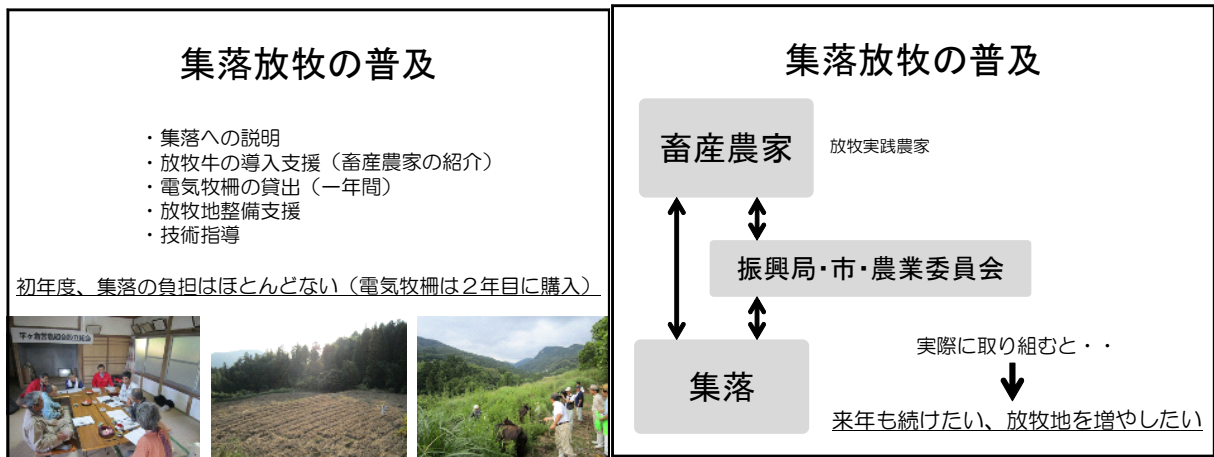 集落放牧の普及
・集落への説明
・放牧牛の導入支援（畜産農家の紹介）
・電気牧柵の貸出（一年間）
・放牧地整備支援
・技術指導
初年度、集落の負担はほとんどない（電気牧柵は２年目に購入）
集落放牧の普及
畜産農家
放牧実践農家
振興局・市・農業委員会
集落
実際に取り組むと・・
来年も続けたい、放牧地を増やしたい